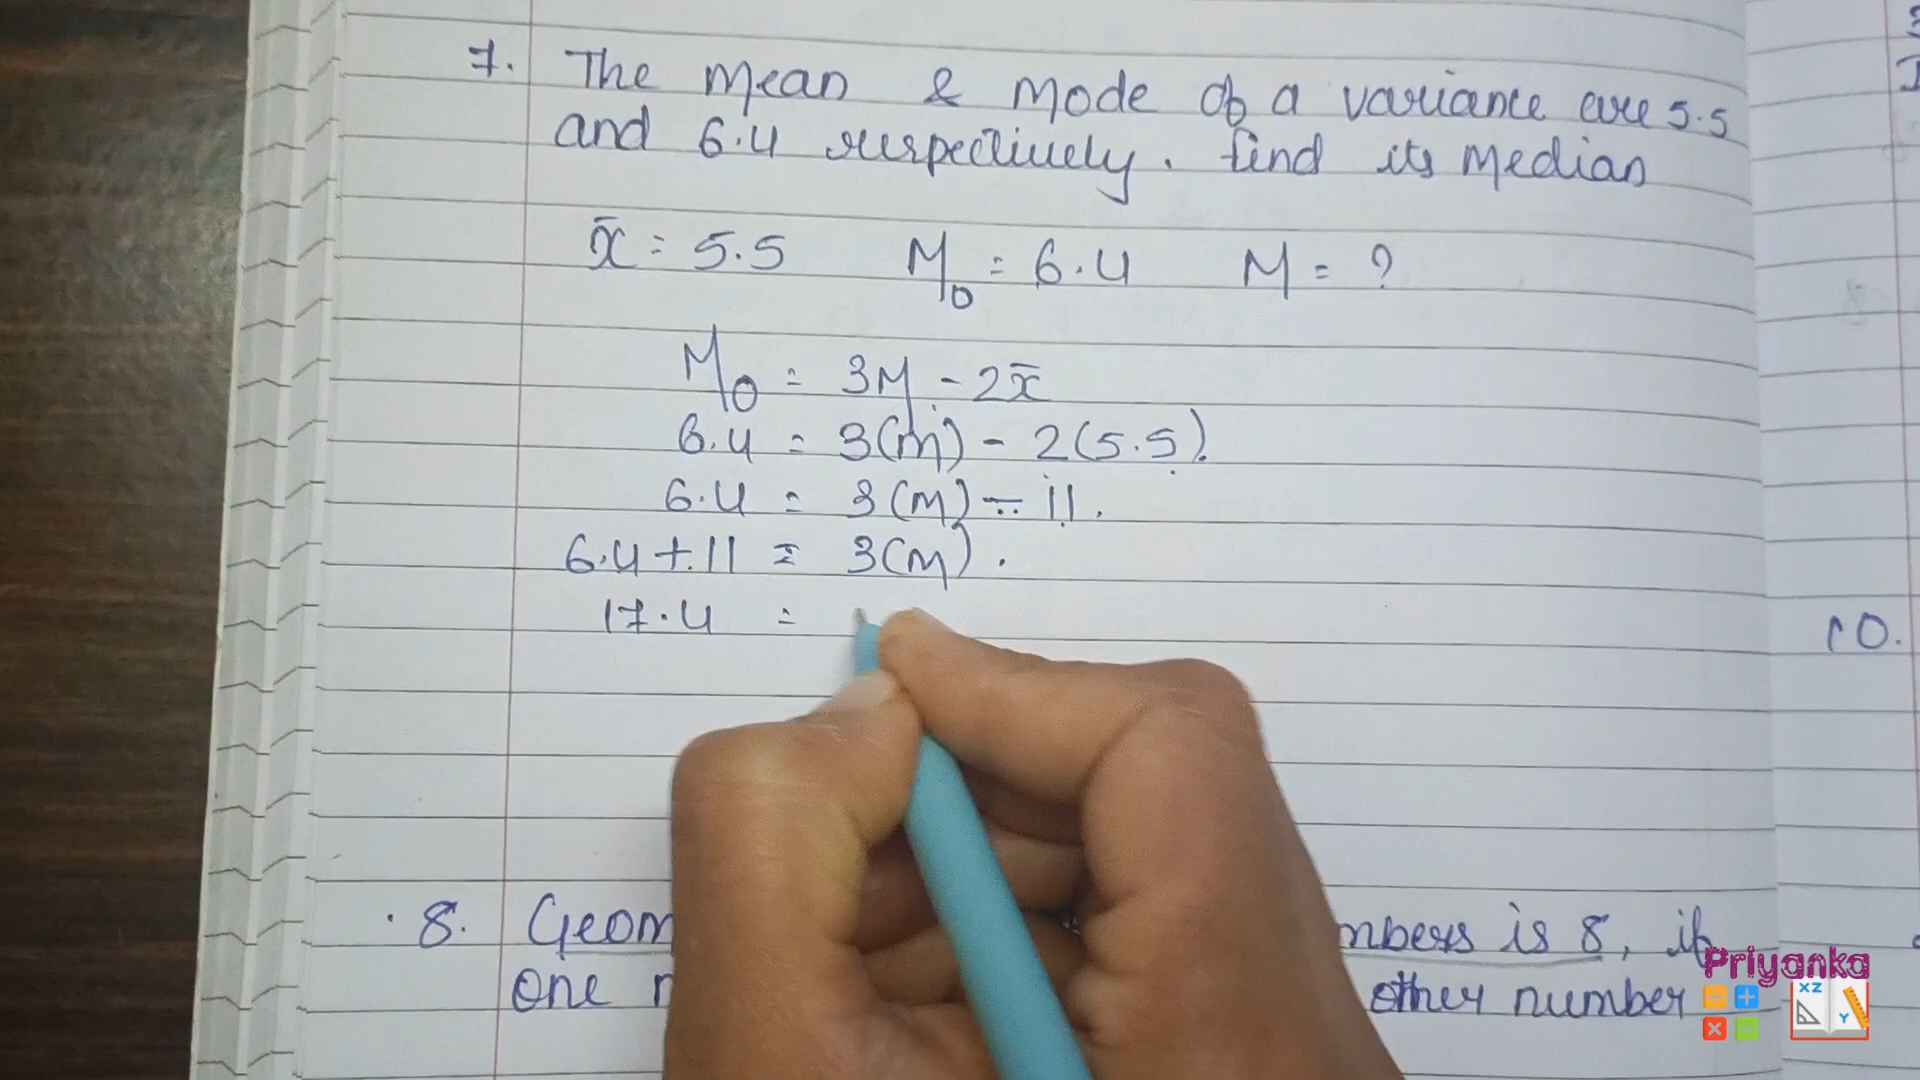 7. The Mean & Mode of a variance are 5.5
and 6.4 respectively. find its Median
x̄ = 5.5 M₀ = 6.4 M = ?
M₀ = 3M - 2x̄
6.4 = 3(M) - 2(5.5).
6.4 = 3(M) - 11.
6.4 + 11 = 3(M).
17.4 =
10.
8. Geom mbers is 8, if
one n other number
Priyanka
XZ
Y